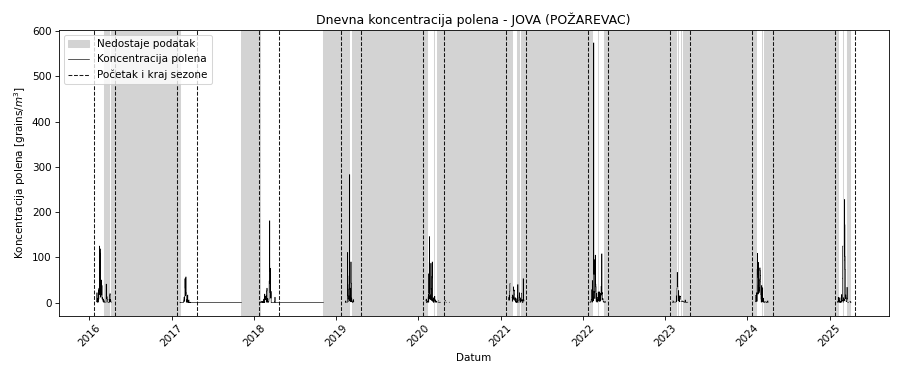 Dnevna koncentracija polena - JOVA (POŽAREVAC)
Nedostaje podatak
Koncentracija polena
Početak i kraj sezone
Koncentracija polena [grains/m³]
600
500
400
300
200
100
0
2016 2017 2018 2019 2020 2021 2022 2023 2024 2025
Datum